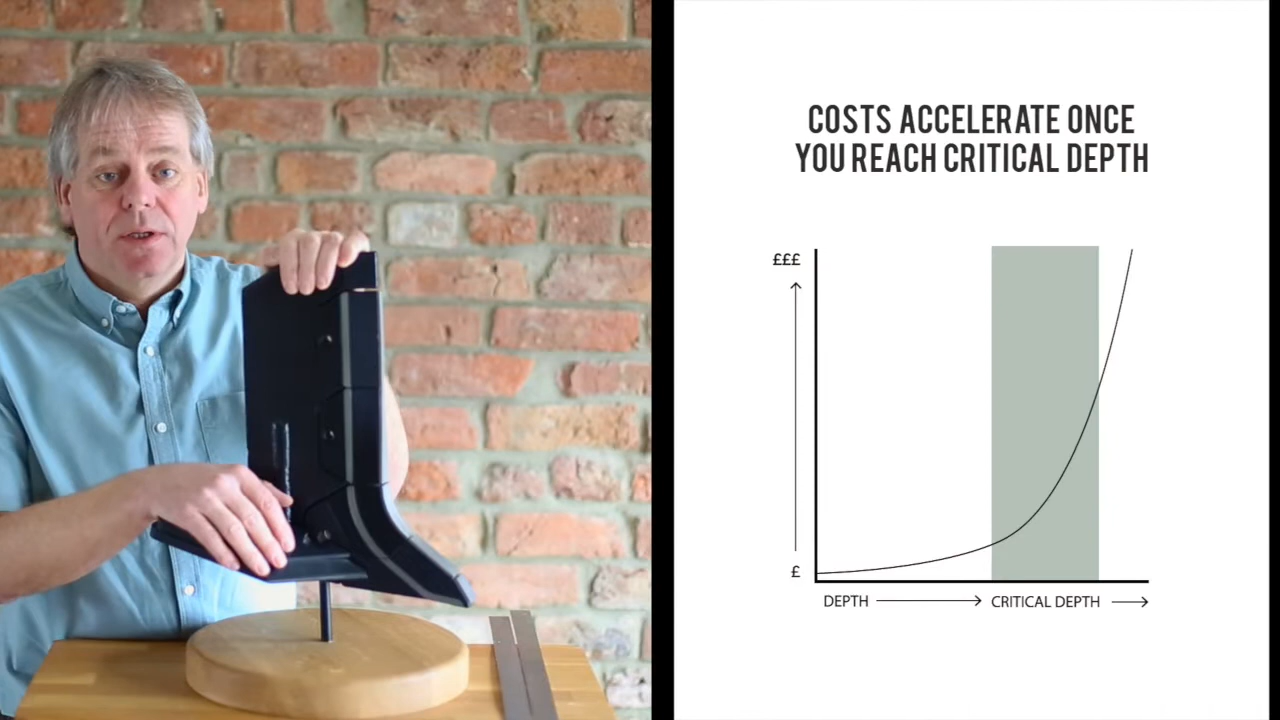 COSTS ACCELERATE ONCE
YOU REACH CRITICAL DEPTH
£££
£
DEPTH
CRITICAL DEPTH